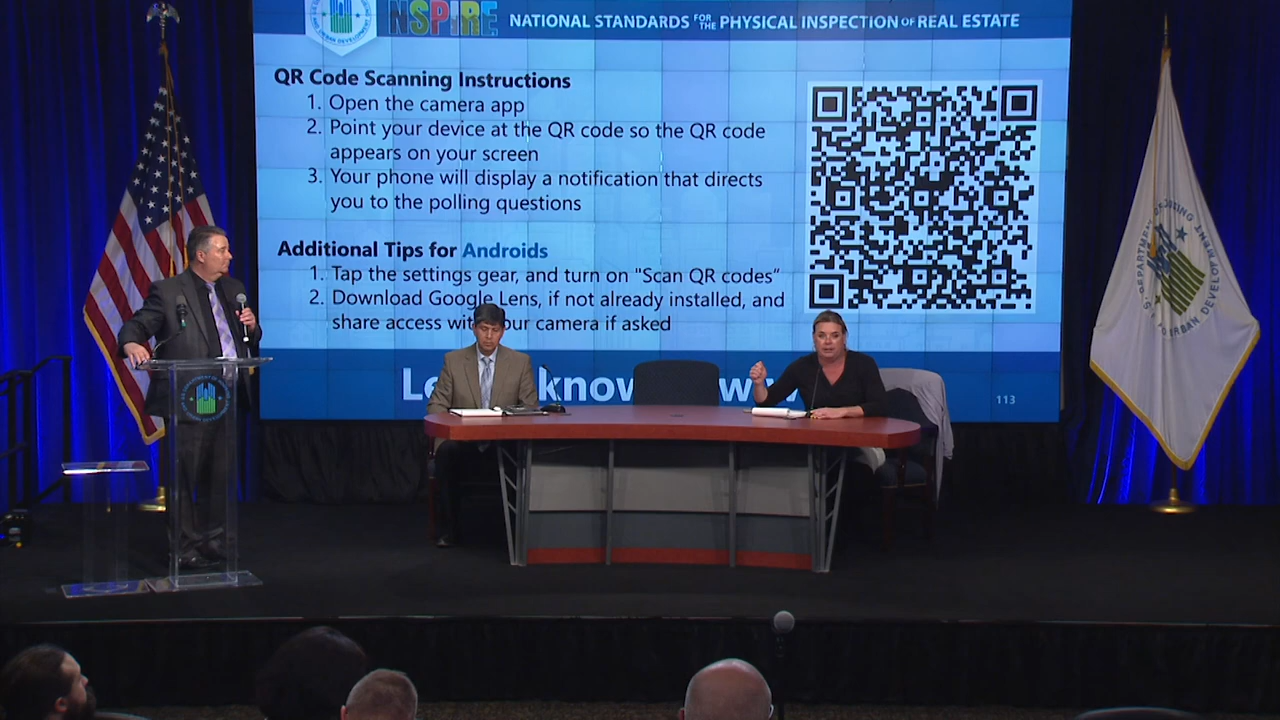 NSPIRE NATIONAL STANDARDS FOR THE PHYSICAL INSPECTION OF REAL ESTATE
URBAN DEVELOPMENT
QR Code Scanning Instructions
1. Open the camera app
2. Point your device at the QR code so the QR code
appears on your screen
3. Your phone will display a notification that directs
you to the polling questions
Additional Tips for Androids
1. Tap the settings gear, and turn on "Scan QR codes"
2. Download Google Lens, if not already installed, and
share access with your camera if asked
know
113